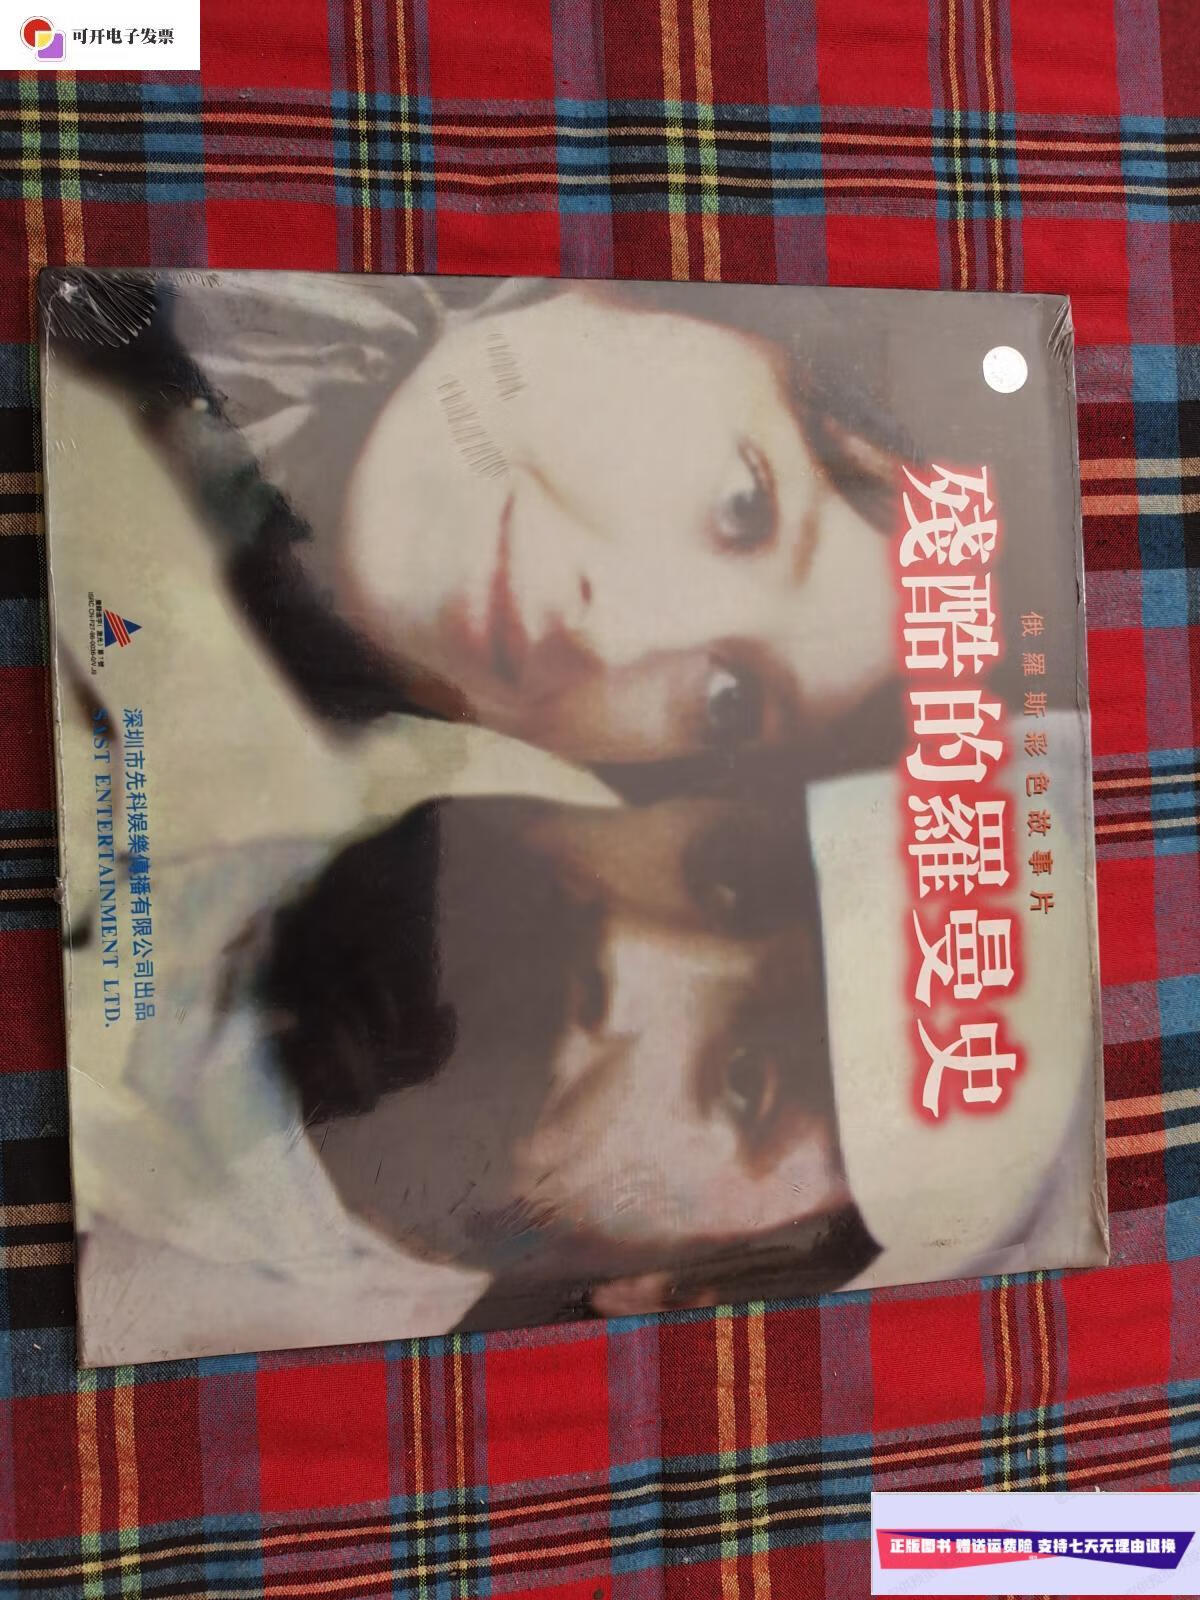 可开电子发票
俄羅斯彩色故事片
殘酷的羅曼史
深圳市先科娛樂傳播有限公司出品
SAST ENTERTAINMENT LTD.
正版图书 赠送运费险 支持七天无理由退换